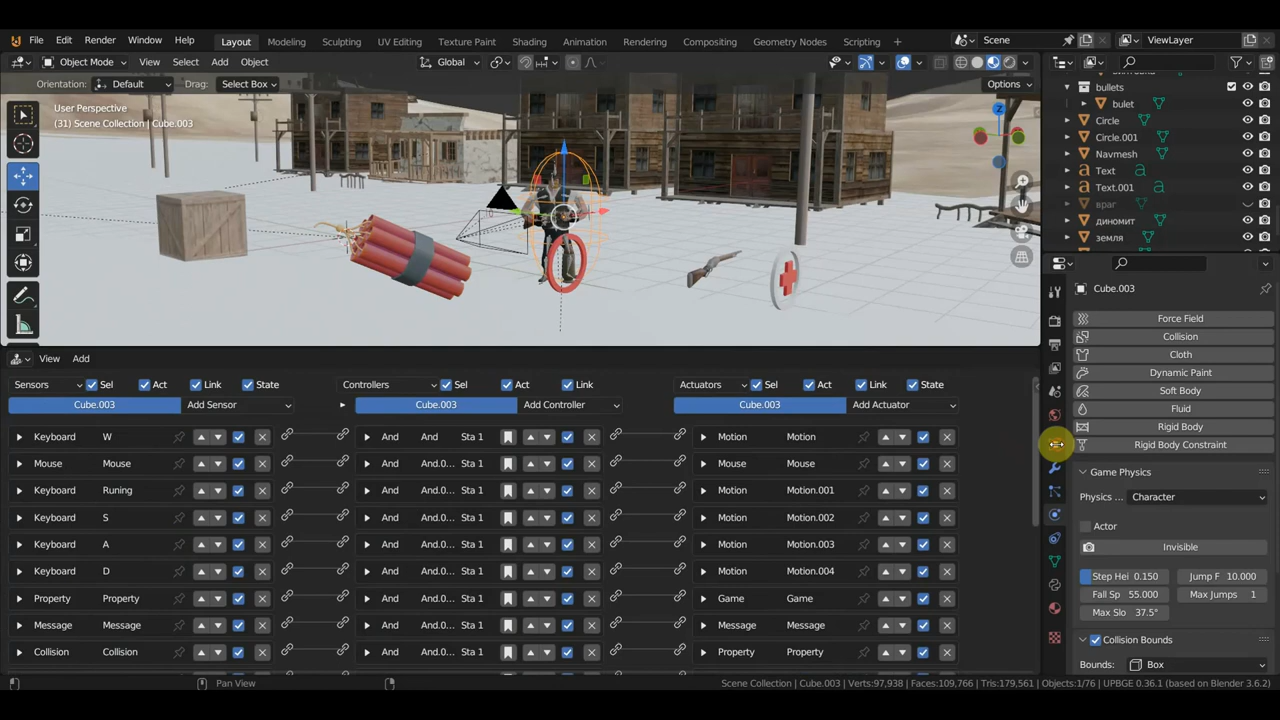 File Edit Render Window Help Layout Modeling Sculpting UV Editing Texture Paint Shading Animation Rendering Compositing Geometry Nodes Scripting + Scene ViewLayer
Object Mode View Select Add Object Global
Orientation: Default Drag: Select Box Options
User Perspective
(31) Scene Collection | Cube.003
Z
bullets
bulet
Circle
Circle.001
Navmesh
Text
Text.001
враг
диномит
земля
View Add
Sensors Sel Act Link State Controllers Sel Act Link Actuators Sel Act Link State
Cube.003 Add Sensor Cube.003 Add Controller Cube.003 Add Actuator
Keyboard W And And Sta 1 Motion Motion
Mouse Mouse And And.0... Sta 1 Mouse Mouse
Keyboard Runing And And.0... Sta 1 Motion Motion.001
Keyboard S And And.0... Sta 1 Motion Motion.002
Keyboard A And And.0... Sta 1 Motion Motion.003
Keyboard D And And.0... Sta 1 Motion Motion.004
Property Property And And.0... Sta 1 Game Game
Message Message And And.0... Sta 1 Message Message
Collision Collision And And.0... Sta 1 Property Property
Cube.003
Force Field
Collision
Cloth
Dynamic Paint
Soft Body
Fluid
Rigid Body
Rigid Body Constraint
Game Physics
Physics ... Character
Actor
Invisible
Step Hei 0.150 Jump F 10.000
Fall Sp 55.000 Max Jumps 1
Max Slo 37.5°
Collision Bounds
Bounds: Box
Pan View Scene Collection | Cube.003 | Verts:97,938 | Faces:109,766 | Tris:179,561 | Objects:1/76 | UPBGE 0.36.1 (based on Blender 3.6.2)